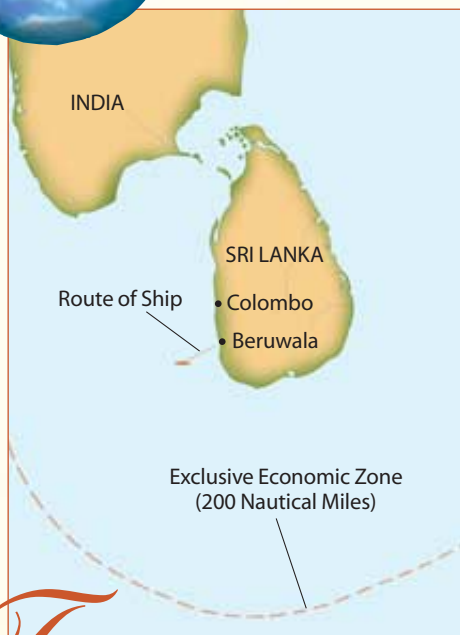 INDIA
SRI LANKA
Route of Ship
Colombo
Beruwala
Exclusive Economic Zone
(200 Nautical Miles)